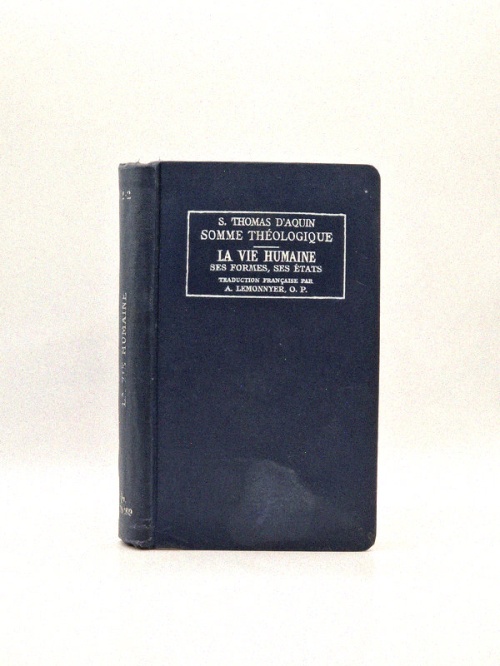 S. THOMAS D'AQUIN
SOMME THÉOLOGIQUE
LA VIE HUMAINE
SES FORMES, SES ÉTATS
TRADUCTION FRANÇAISE PAR
A. LEMONNYER, O. P.
LA VIE HUMAINE